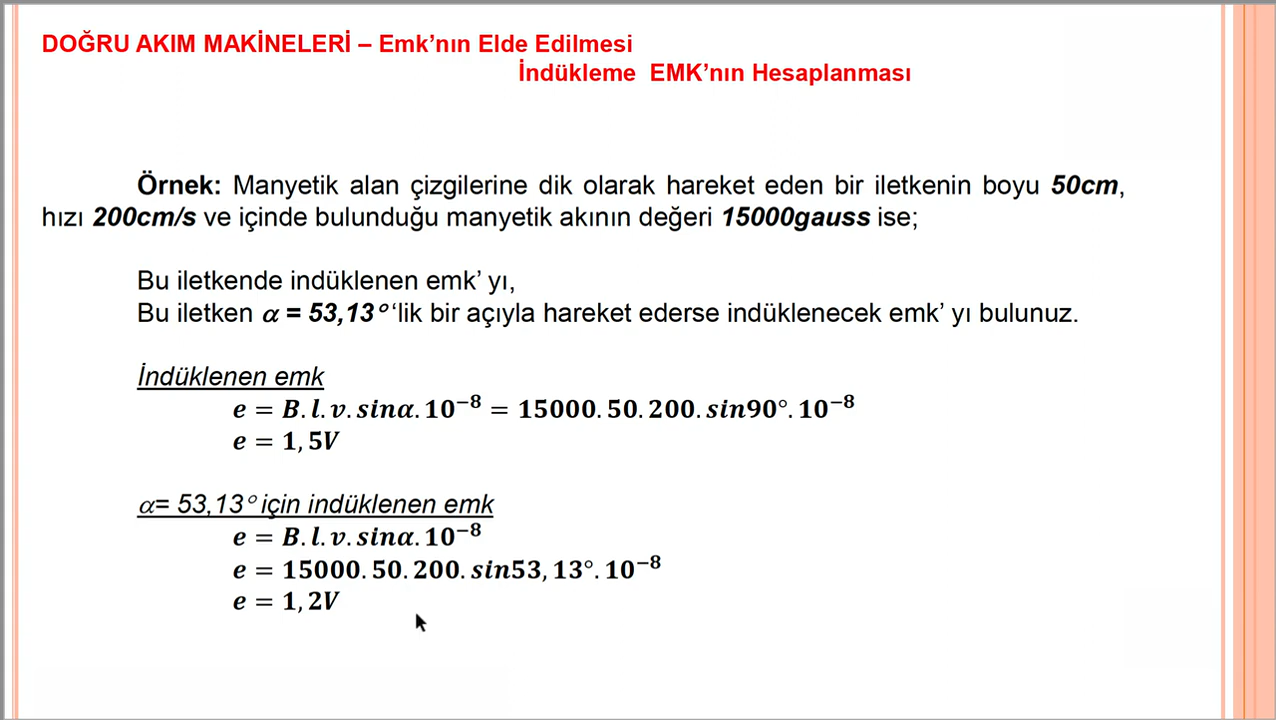 DOĞRU AKIM MAKİNELERİ – Emk’nın Elde Edilmesi
İndükleme EMK’nın Hesaplanması
Örnek: Manyetik alan çizgilerine dik olarak hareket eden bir iletkenin boyu 50cm,
hızı 200cm/s ve içinde bulunduğu manyetik akının değeri 15000gauss ise;
Bu iletkende indüklenen emk’ yı,
Bu iletken α = 53,13°‘lik bir açıyla hareket ederse indüklenecek emk’ yı bulunuz.
İndüklenen emk
e = B. l. v. sinα. 10⁻⁸ = 15000. 50. 200. sin90°. 10⁻⁸
e = 1, 5V
α= 53,13° için indüklenen emk
e = B. l. v. sinα. 10⁻⁸
e = 15000. 50. 200. sin53, 13°. 10⁻⁸
e = 1, 2V